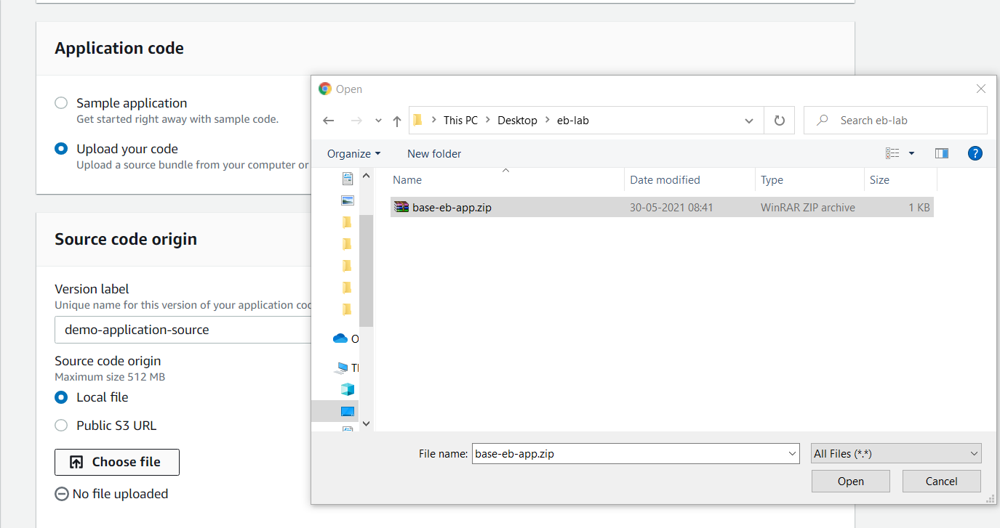 Application code
Sample application
Get started right away with sample code.
Upload your code
Upload a source bundle from your computer or
Source code origin
Version label
Unique name for this version of your application cod
demo-application-source
Source code origin
Maximum size 512 MB
Local file
Public S3 URL
Choose file
No file uploaded
Open
This PC > Desktop > eb-lab
Search eb-lab
Organize New folder
?
Name Date modified Type Size
base-eb-app.zip 30-05-2021 08:41 WinRAR ZIP archive 1 KB
O
Tl
File name: base-eb-app.zip All Files (*.*)
Open Cancel